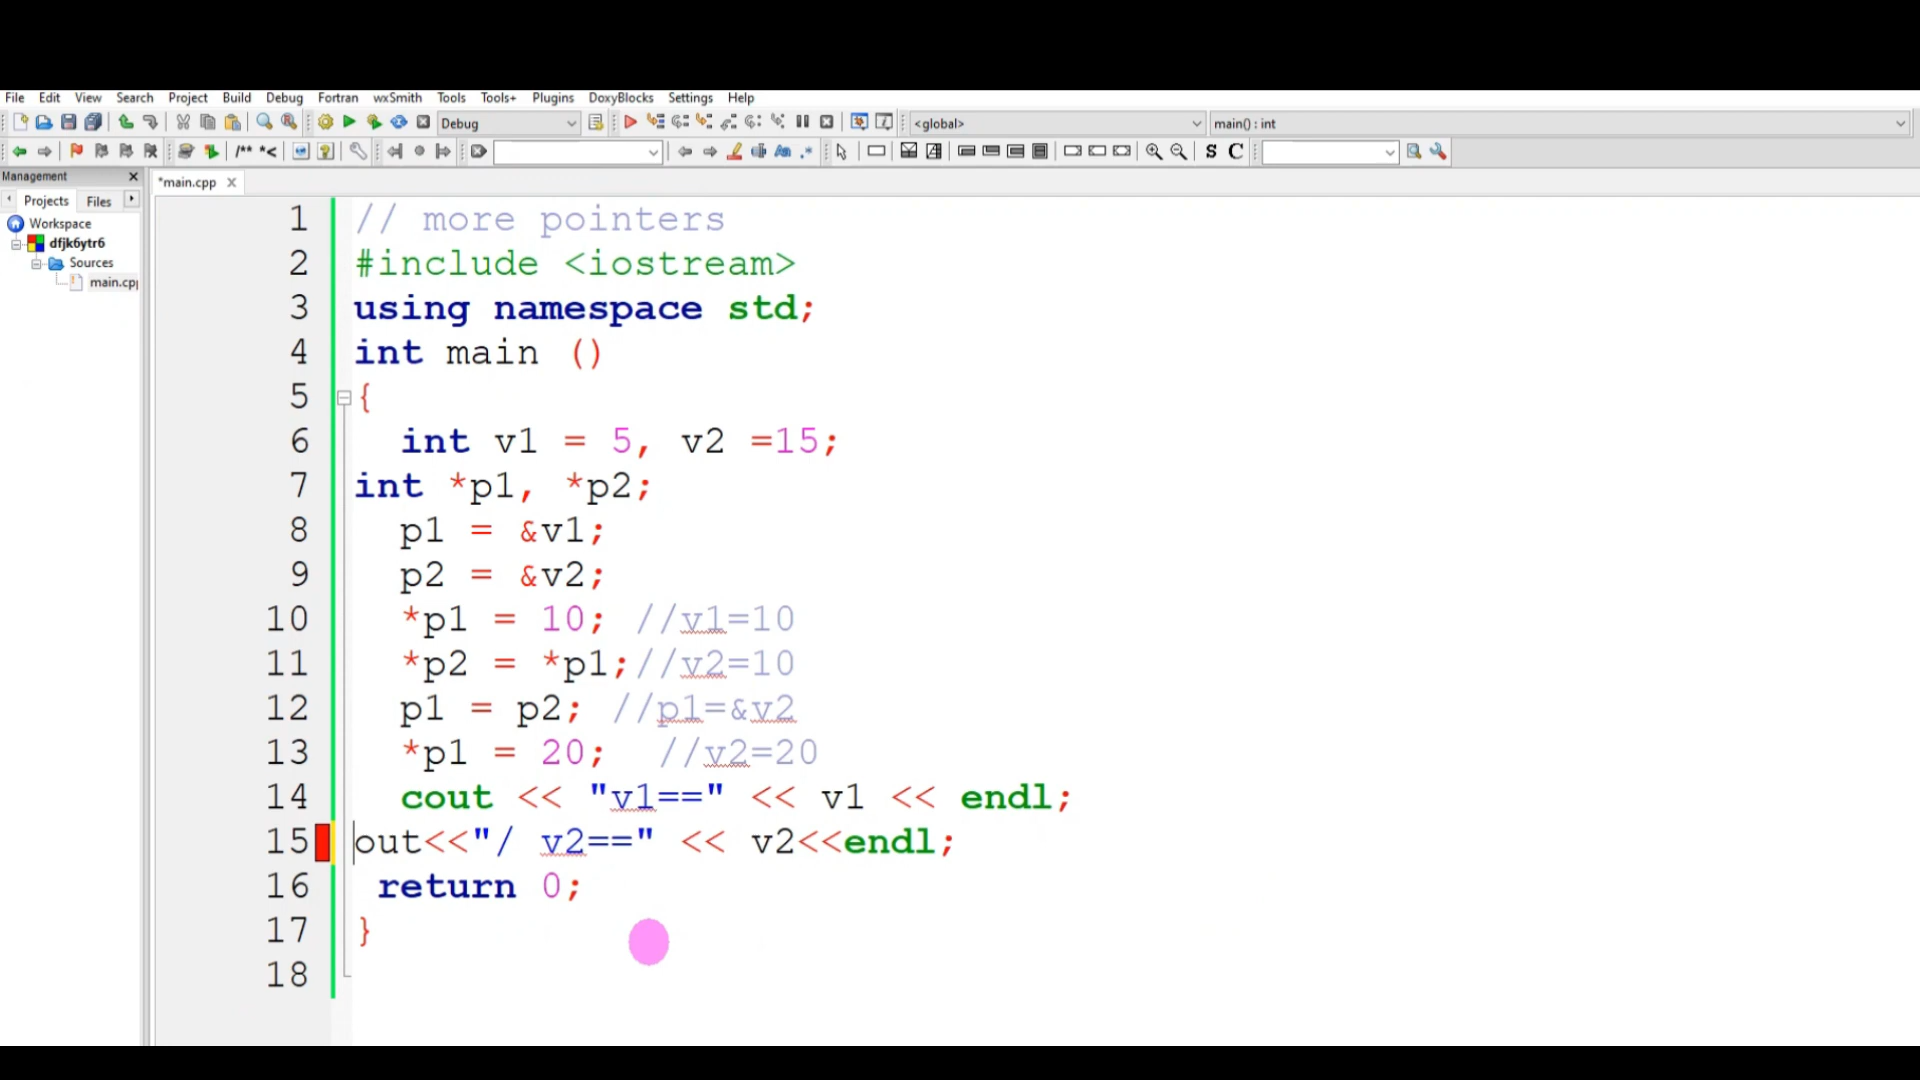 File Edit View Search Project Build Debug Fortran wxSmith Tools Tools+ Plugins DoxyBlocks Settings Help
Debug <global> main() : int
/** *< S C
Management
*main.cpp
Projects Files
Workspace
dfjk6ytr6
Sources
main.cpp
1 // more pointers
2 #include <iostream>
3 using namespace std;
4 int main ()
5 {
6 int v1 = 5, v2 =15;
7 int *p1, *p2;
8 p1 = &v1;
9 p2 = &v2;
10 *p1 = 10; //v1=10
11 *p2 = *p1;//v2=10
12 p1 = p2; //p1=&v2
13 *p1 = 20; //v2=20
14 cout << "v1==" << v1 << endl;
15 out<<"/ v2==" << v2<<endl;
16 return 0;
17 }
18